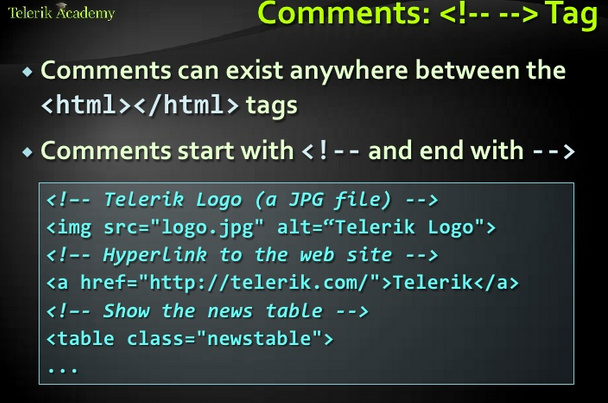 Telerik Academy
Comments: <!-- --> Tag
Comments can exist anywhere between the
<html></html> tags
Comments start with <!-- and end with -->
<!–- Telerik Logo (a JPG file) -->
<img src="logo.jpg" alt=“Telerik Logo">
<!–- Hyperlink to the web site -->
<a href="http://telerik.com/">Telerik</a>
<!–- Show the news table -->
<table class="newstable">
...